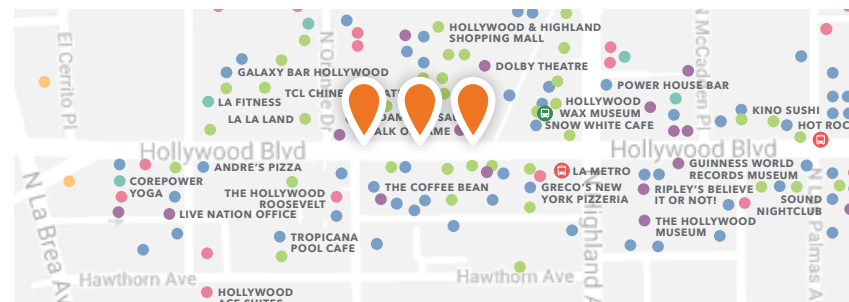 HOLLYWOOD & HIGHLAND
SHOPPING MALL
El Cerrito Pl
N Orange Dr
N McCadden Pl
DOLBY THEATRE
GALAXY BAR HOLLYWOOD
POWER HOUSE BAR
TCL CHINE
LA FITNESS
HOLLYWOOD
WAX MUSEUM
KINO SUSHI
LA LA LAND
SNOW WHITE CAFE
HOT ROC
Hollywood Blvd
Hollywood Blvd
ANDRE'S PIZZA
LA METRO
GUINNESS WORLD
RECORDS MUSEUM
COREPOWER
YOGA
THE HOLLYWOOD
ROOSEVELT
THE COFFEE BEAN
GRECO'S NEW
YORK PIZZERIA
RIPLEY'S BELIEVE
IT OR NOT!
SOUND
NIGHTCLUB
LIVE NATION OFFICE
THE HOLLYWOOD
MUSEUM
N La Brea Av
TROPICANA
POOL CAFE
N Highland Av
N Las Palmas A
Hawthorn Ave
Hawthorn Ave
HOLLYWOOD